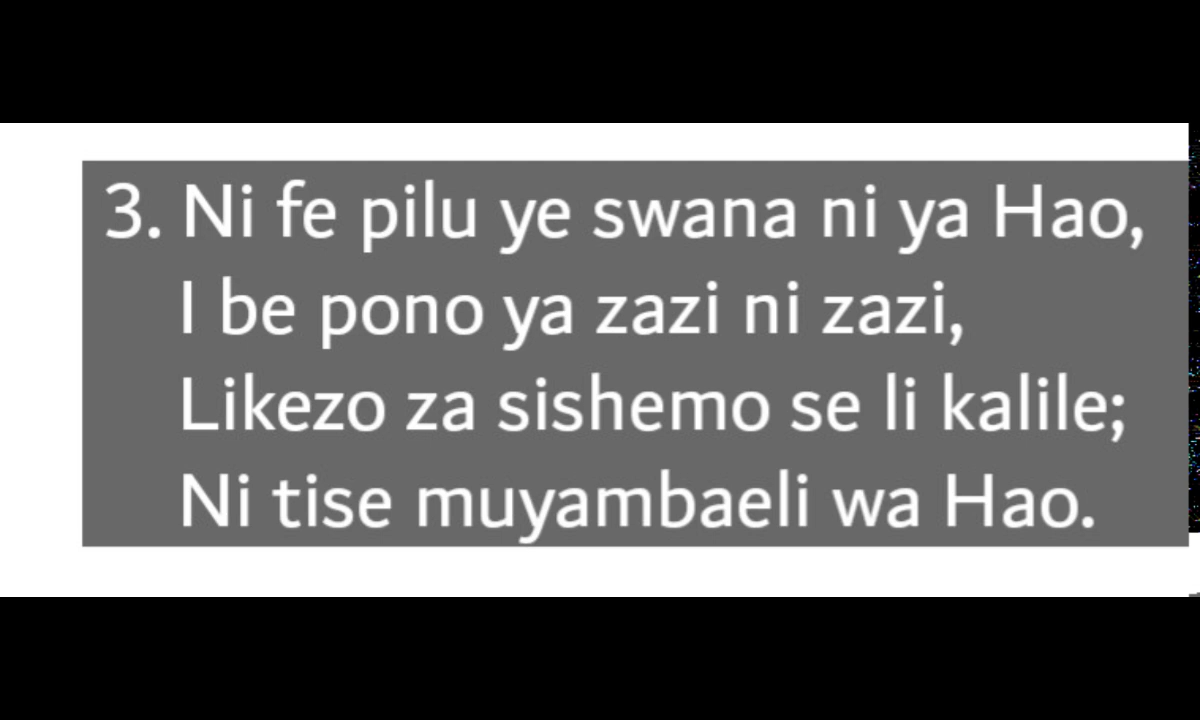 3. Ni fe pilu ye swana ni ya Hao,
I be pono ya zazi ni zazi,
Likezo za sishemo se li kalile;
Ni tise muyambaeli wa Hao.